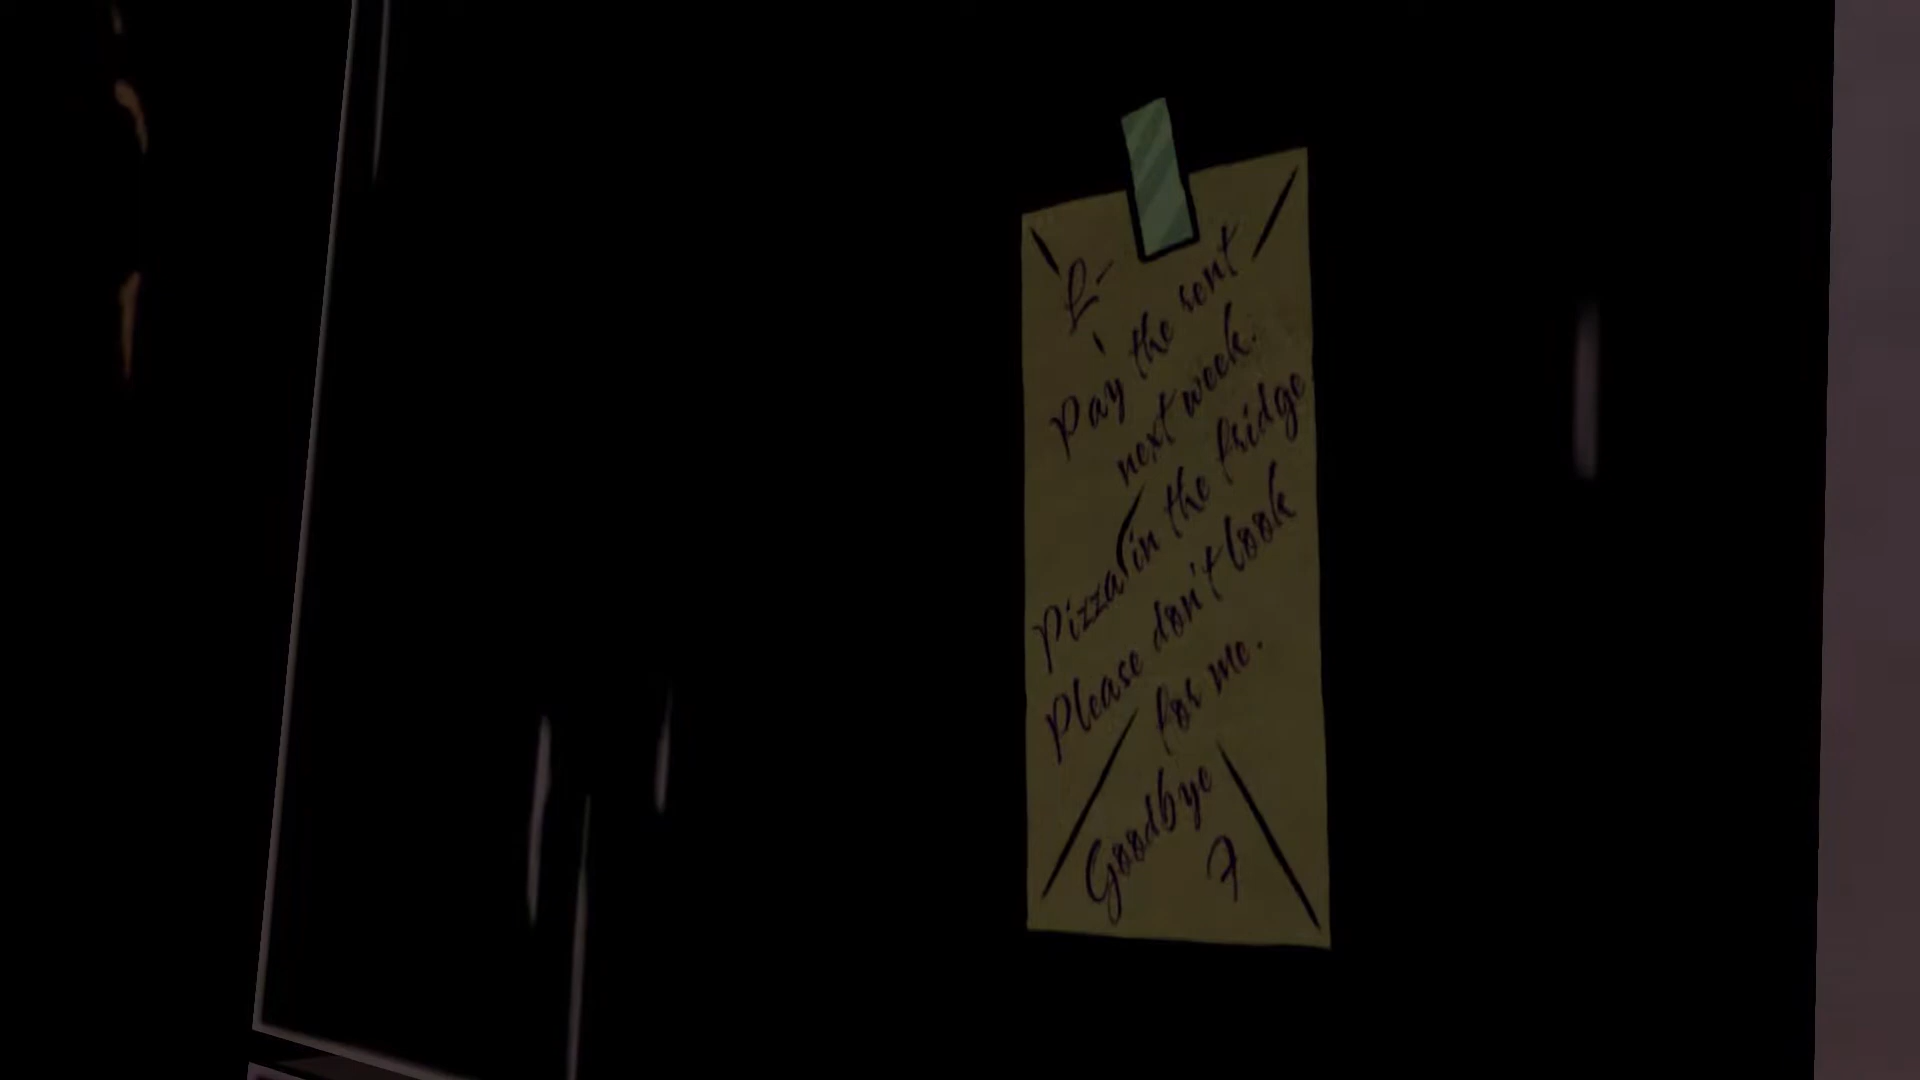 E-
Pay the rent
next week.
Pizza in the fridge
Please don't look
for me.
Goodbye
F